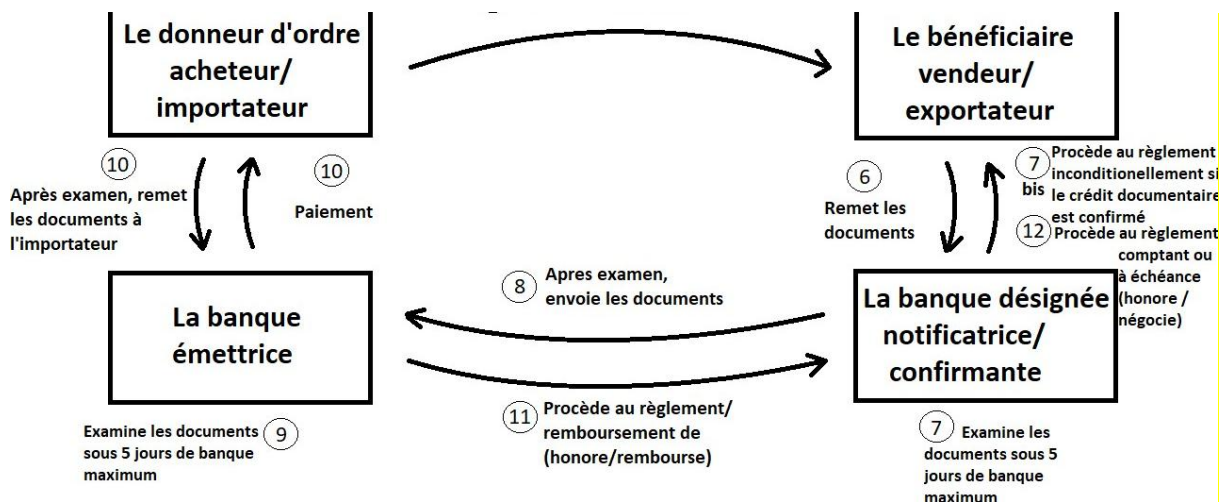 Le donneur d'ordre
acheteur/
importateur
Le bénéficiaire
vendeur/
exportateur
10
Après examen, remet
les documents à
l'importateur
10
Paiement
6
Remet les
documents
7
bis
Procède au règlement
inconditionellement si
le crédit documentaire
est confirmé
12
Procède au règlement
comptant ou
à échéance
(honore /
négocie)
8
Apres examen,
envoie les documents
La banque
émettrice
La banque désignée
notificatrice/
confirmante
11
Procède au règlement/
remboursement de
(honore/rembourse)
Examine les documents
sous 5 jours de banque
maximum
9
7
Examine les
documents sous 5
jours de banque
maximum